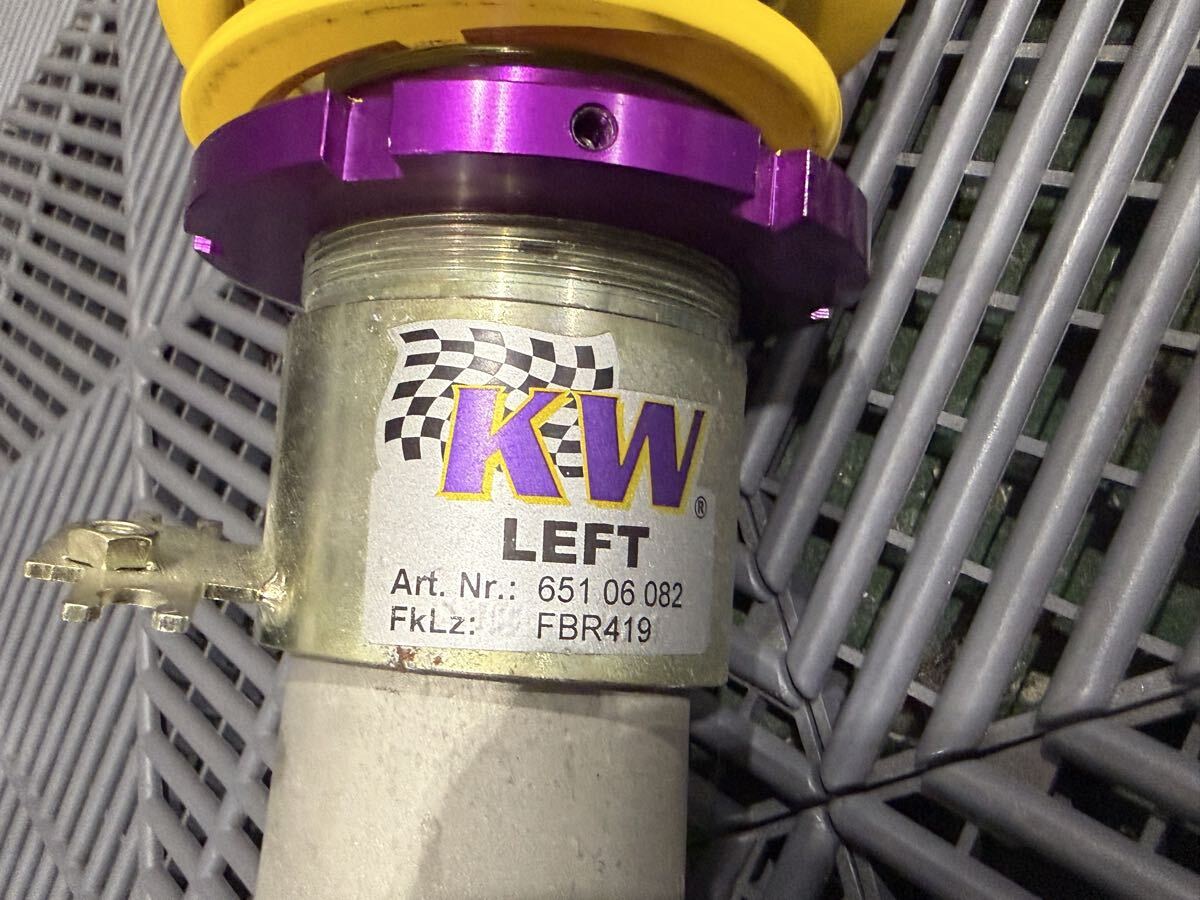 KW®
LEFT
Art. Nr.: 651 06 082
FkLz: FBR419